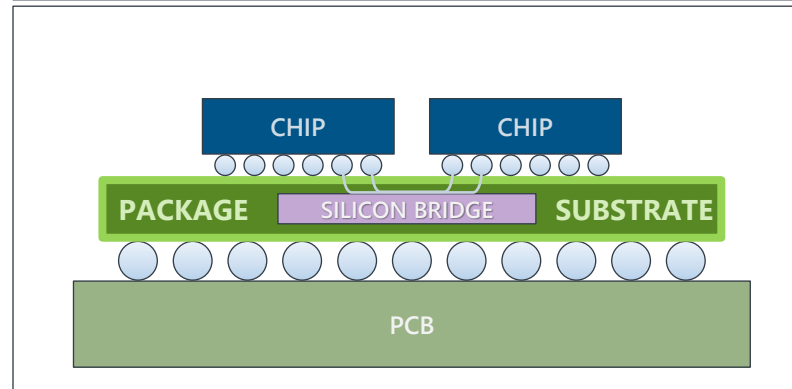 CHIP
CHIP
PACKAGE
SILICON BRIDGE
SUBSTRATE
PCB